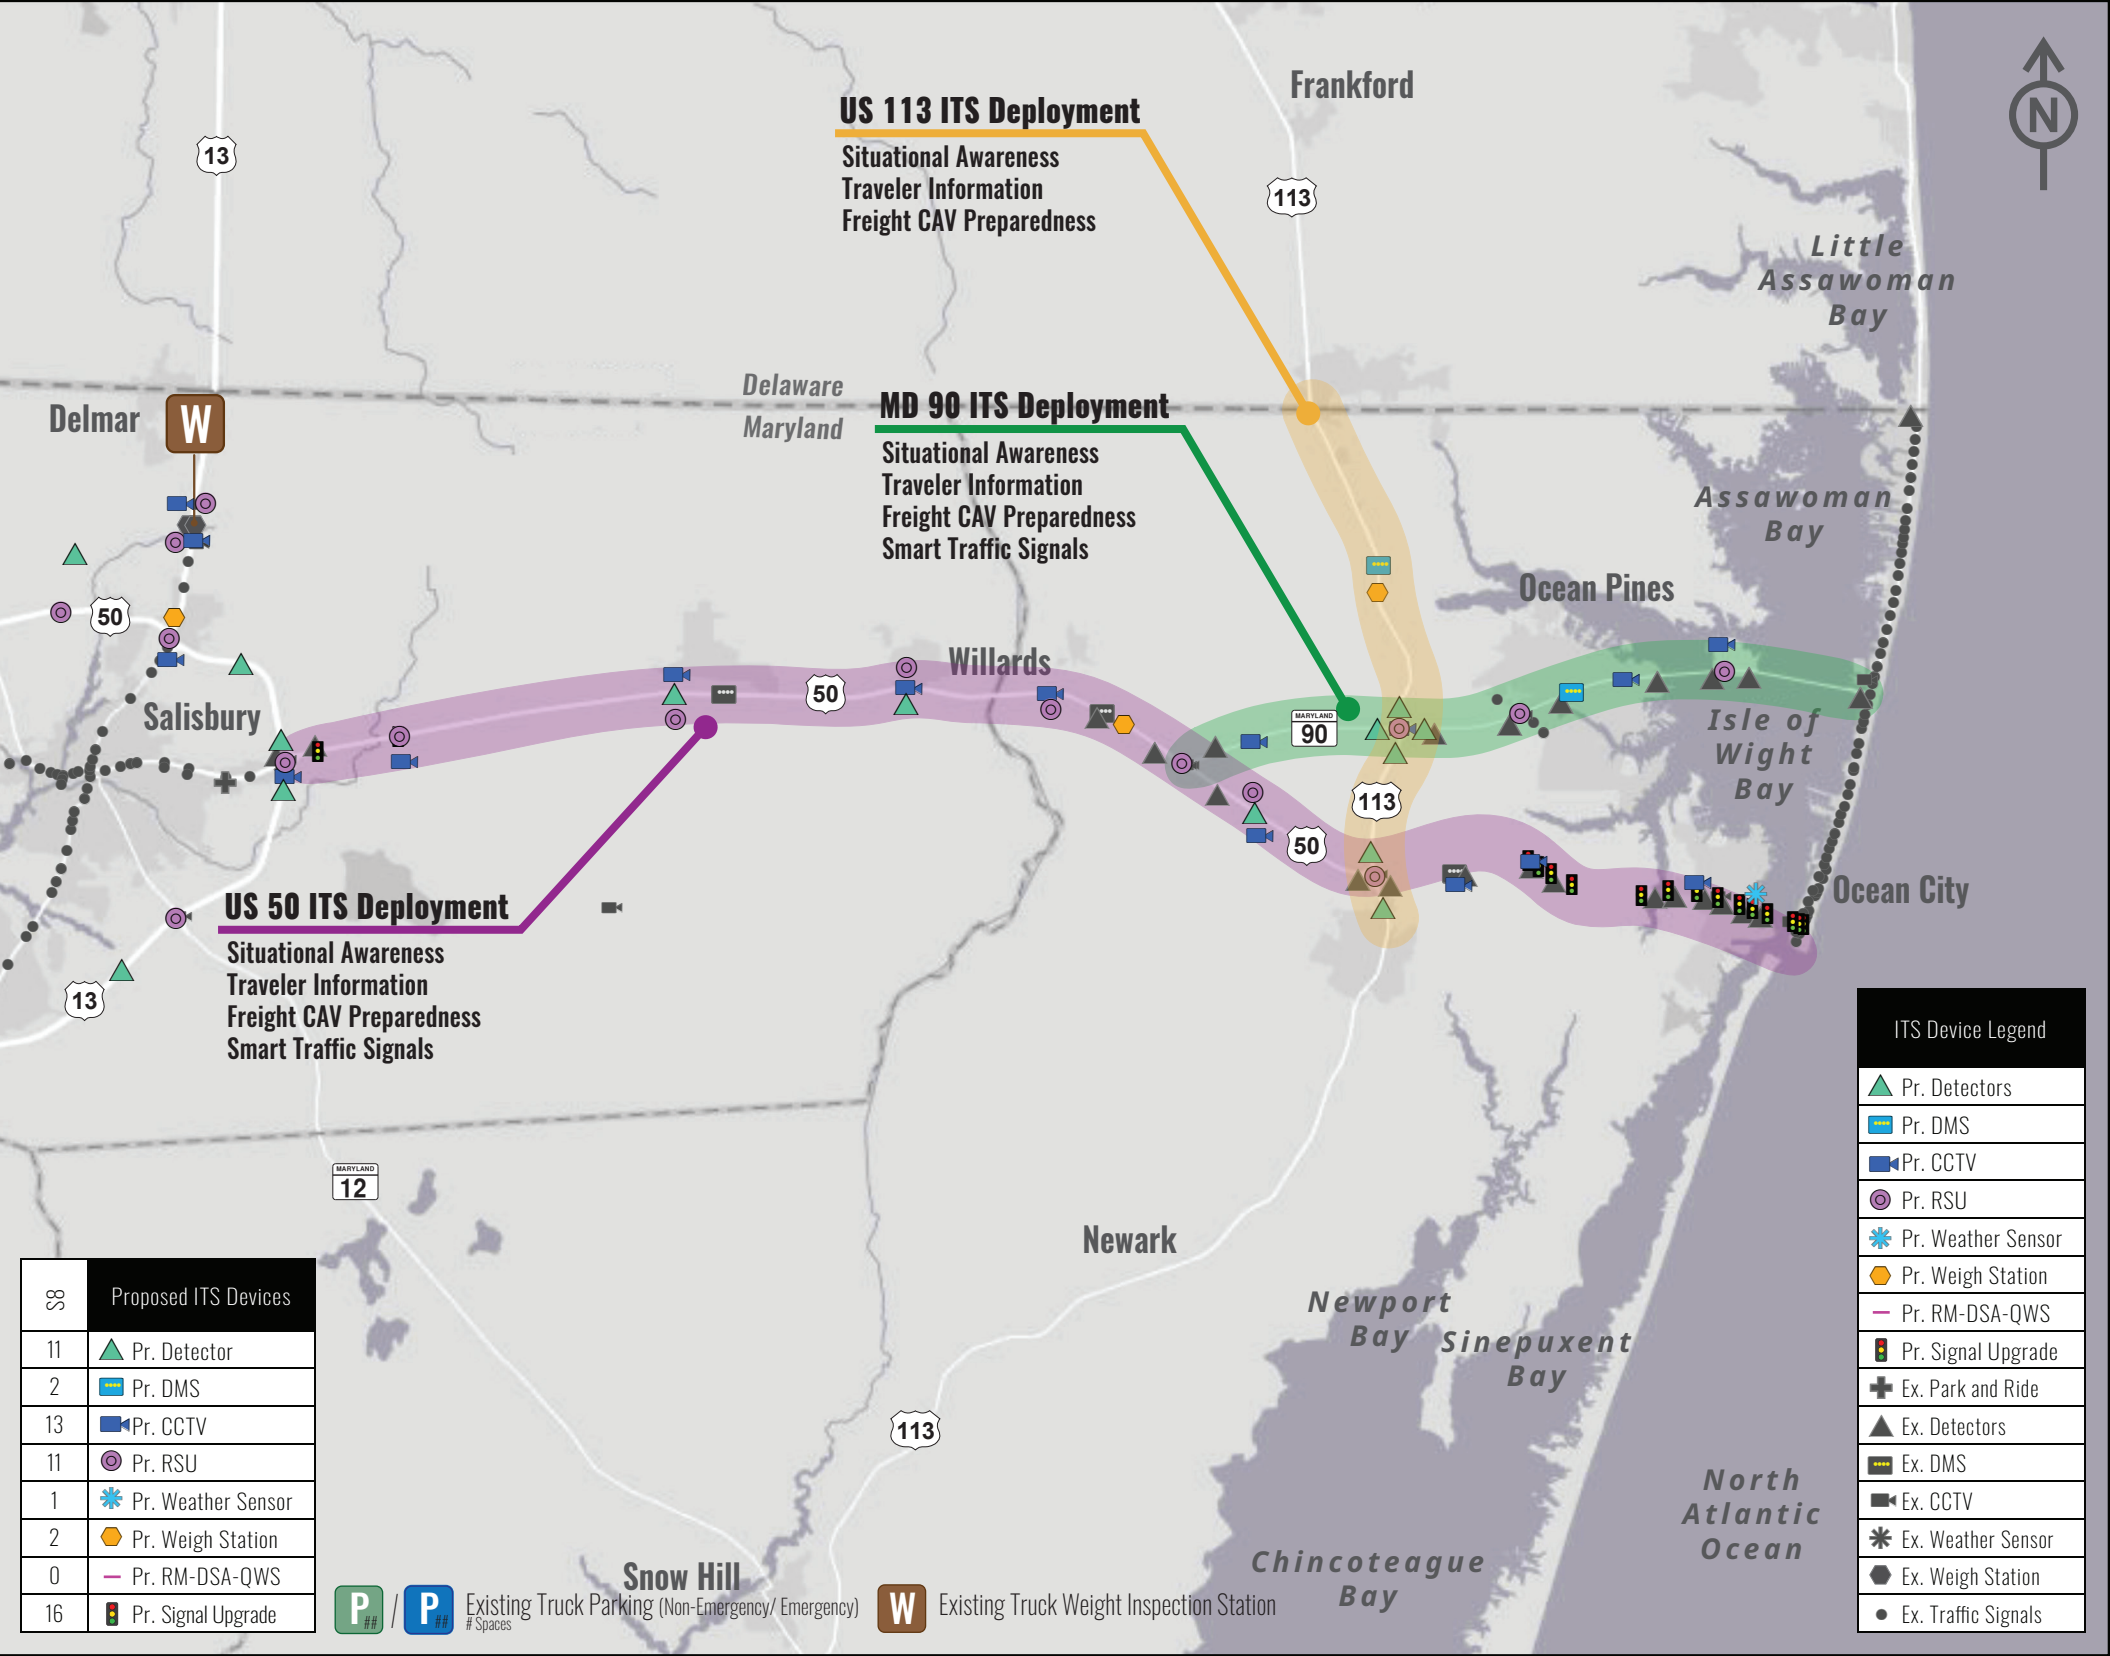 Frankford
N
US 113 ITS Deployment
Situational Awareness
Traveler Information
Freight CAV Preparedness
13
113
Little
Assawoman
Bay
Delaware
Maryland
Delmar
W
MD 90 ITS Deployment
Situational Awareness
Traveler Information
Freight CAV Preparedness
Smart Traffic Signals
Assawoman
Bay
Ocean Pines
50
Willards
50
Salisbury
MARYLAND
90
Isle of
Wight
Bay
113
50
Ocean City
US 50 ITS Deployment
Situational Awareness
Traveler Information
Freight CAV Preparedness
Smart Traffic Signals
13
MARYLAND
12
Newark
Newport
Bay
Sinepuxent
Bay
113
North
Atlantic
Ocean
Chincoteague
Bay
Snow Hill
S8 Proposed ITS Devices
11 Pr. Detector
2 Pr. DMS
13 Pr. CCTV
11 Pr. RSU
1 Pr. Weather Sensor
2 Pr. Weigh Station
0 Pr. RM-DSA-QWS
16 Pr. Signal Upgrade
P ## / P ## Existing Truck Parking (Non-Emergency/ Emergency)
# Spaces
W Existing Truck Weight Inspection Station
ITS Device Legend
Pr. Detectors
Pr. DMS
Pr. CCTV
Pr. RSU
Pr. Weather Sensor
Pr. Weigh Station
Pr. RM-DSA-QWS
Pr. Signal Upgrade
Ex. Park and Ride
Ex. Detectors
Ex. DMS
Ex. CCTV
Ex. Weather Sensor
Ex. Weigh Station
Ex. Traffic Signals